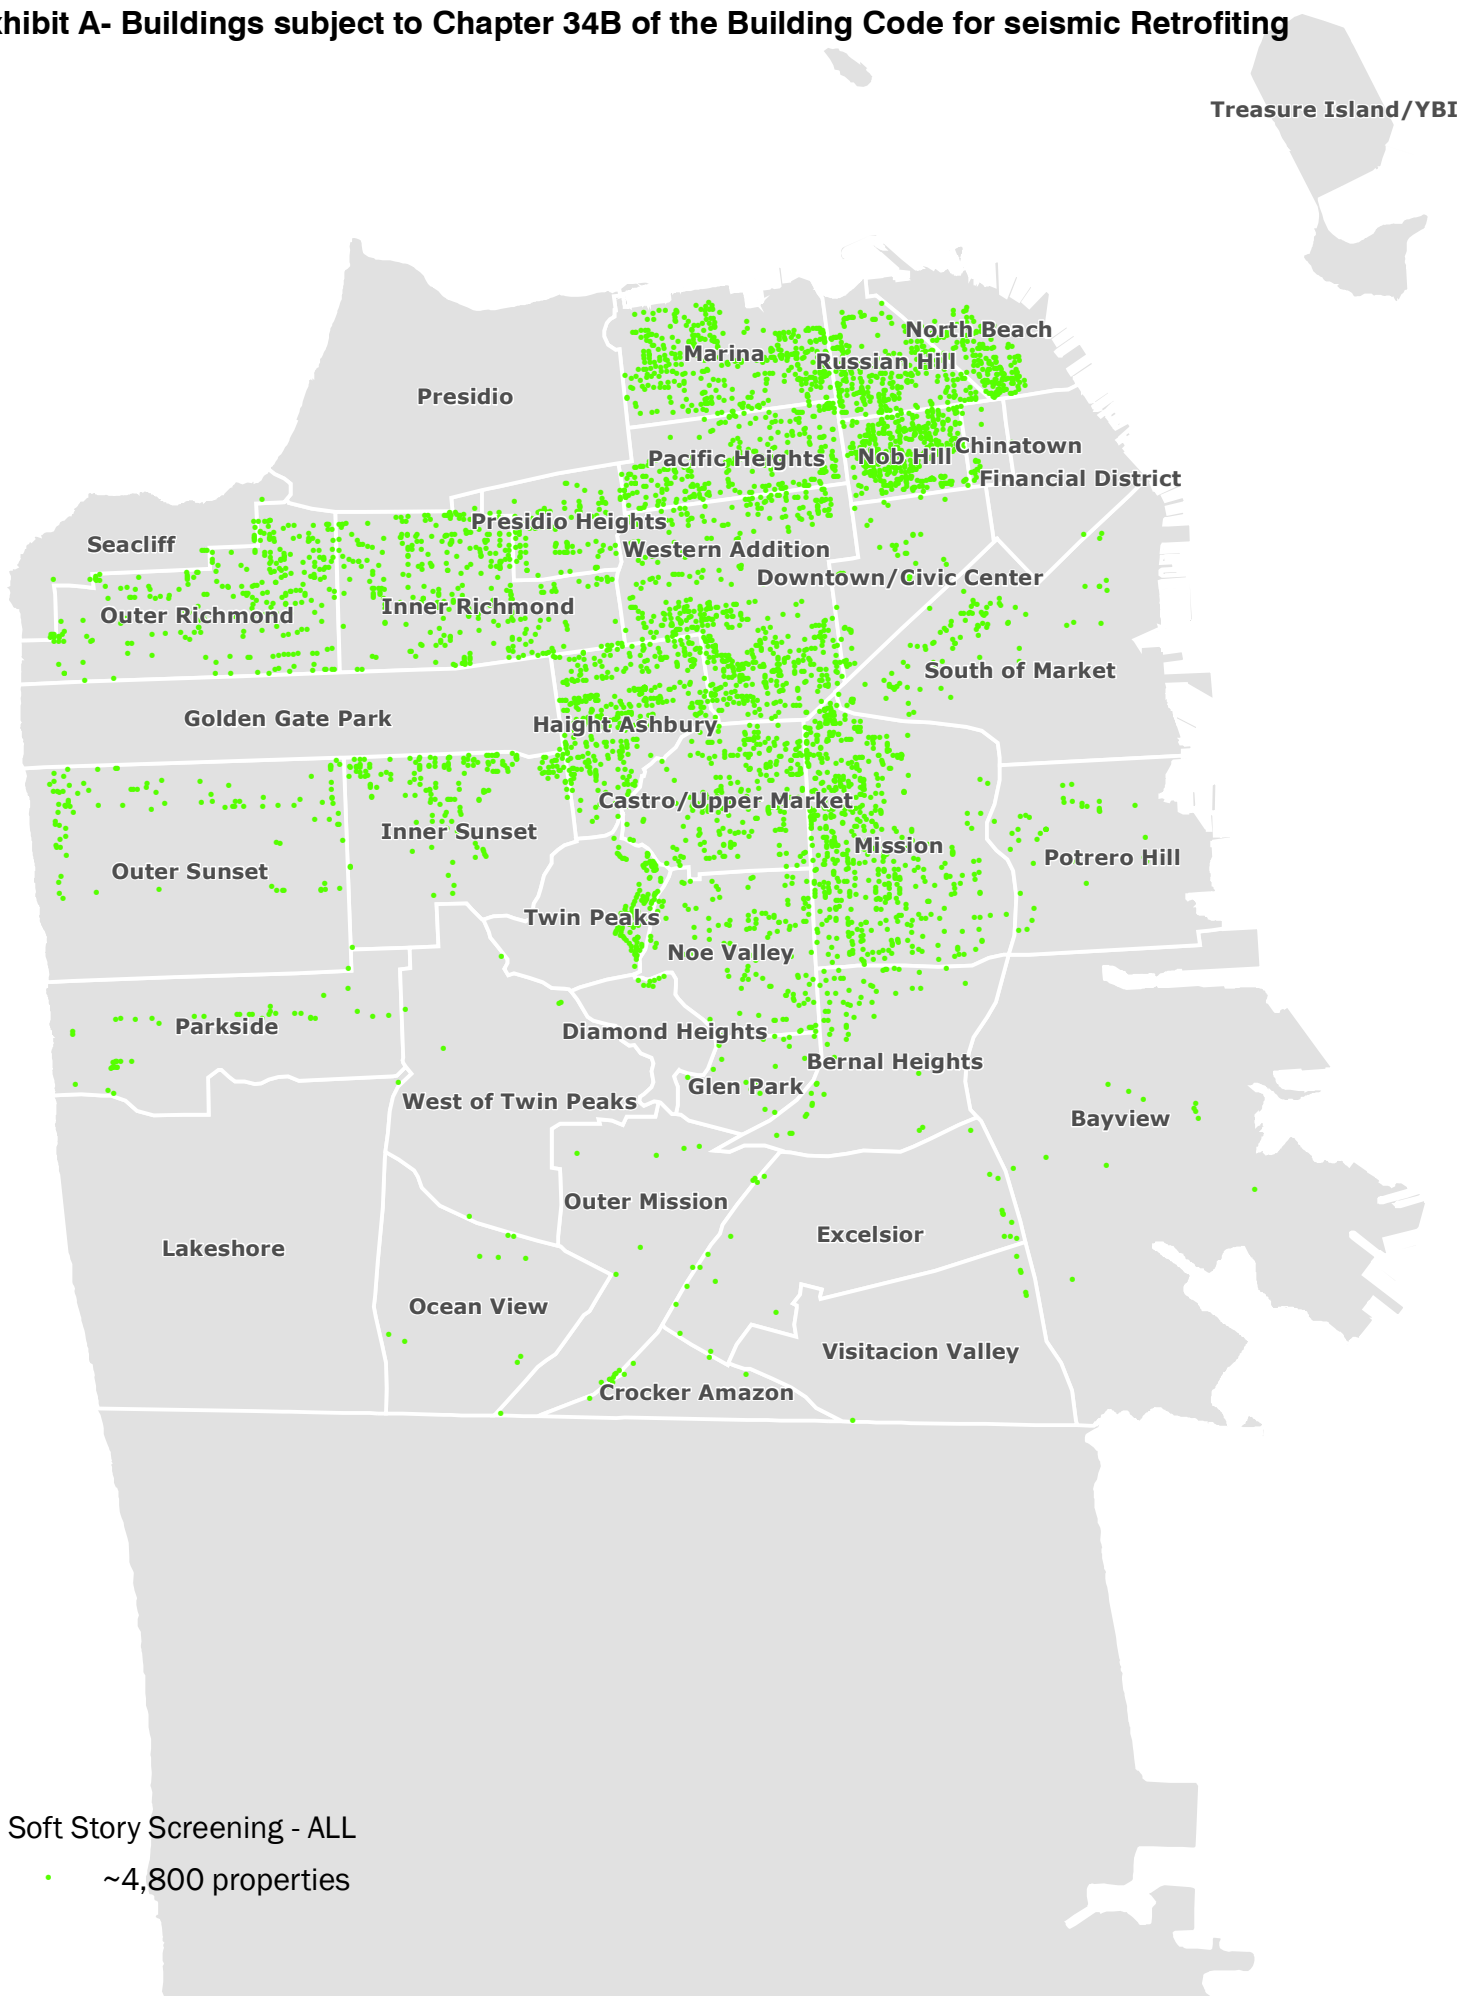 hibit A- Buildings subject to Chapter 34B of the Building Code for seismic Retrofiting
Treasure Island/YBI
North Beach
Marina
Russian Hill
Presidio
Chinatown
Pacific Heights
Nob Hill
Financial District
Presidio Heights
Seacliff
Western Addition
Downtown/Civic Center
Inner Richmond
Outer Richmond
South of Market
Golden Gate Park
Haight Ashbury
Castro/Upper Market
Inner Sunset
Mission
Potrero Hill
Outer Sunset
Twin Peaks
Noe Valley
Parkside
Diamond Heights
Bernal Heights
Glen Park
West of Twin Peaks
Bayview
Outer Mission
Excelsior
Lakeshore
Ocean View
Visitacion Valley
Crocker Amazon
Soft Story Screening - ALL
~4,800 properties